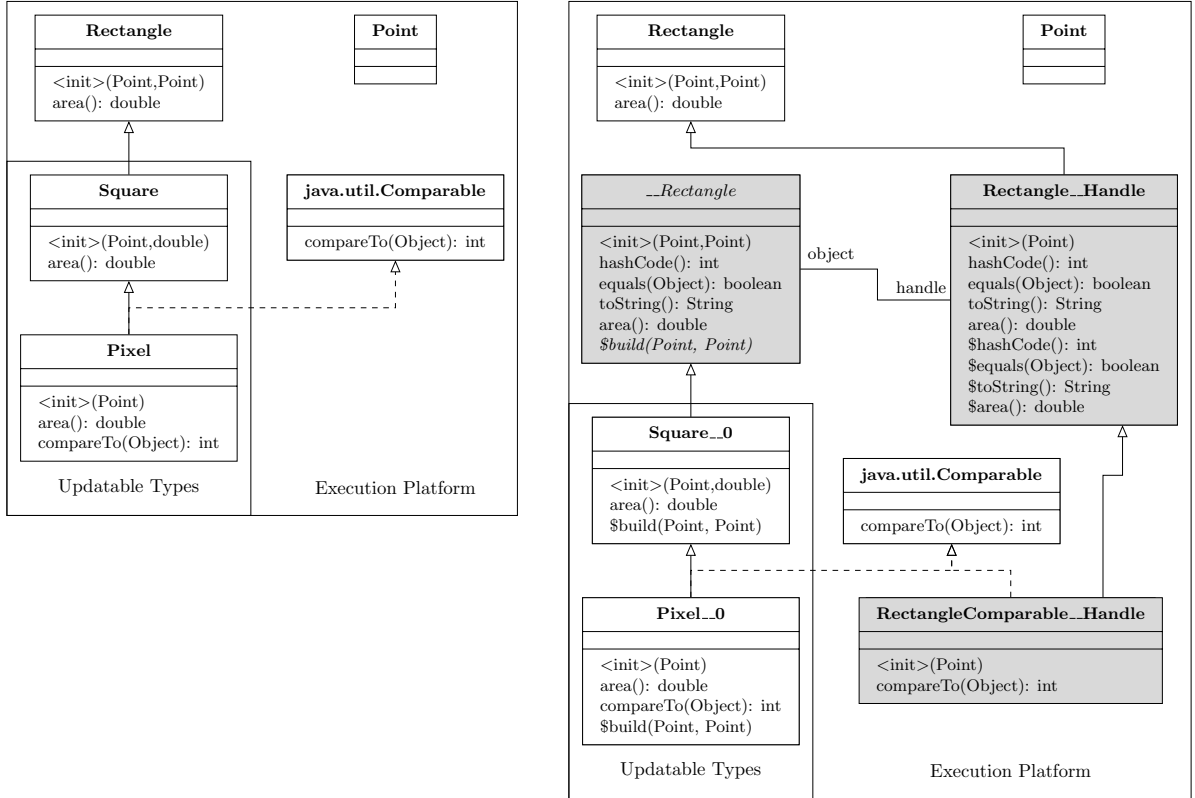 Rectangle
<init>(Point,Point)
area(): double
Point
Square
<init>(Point,double)
area(): double
java.util.Comparable
compareTo(Object): int
Pixel
<init>(Point)
area(): double
compareTo(Object): int
Updatable Types
Execution Platform
Rectangle
<init>(Point,Point)
area(): double
Point
__Rectangle
<init>(Point,Point)
hashCode(): int
equals(Object): boolean
toString(): String
area(): double
$build(Point, Point)
object
handle
Rectangle__Handle
<init>(Point)
hashCode(): int
equals(Object): boolean
toString(): String
area(): double
$hashCode(): int
$equals(Object): boolean
$toString(): String
$area(): double
Square__0
<init>(Point,double)
area(): double
$build(Point, Point)
java.util.Comparable
compareTo(Object): int
Pixel__0
<init>(Point)
area(): double
compareTo(Object): int
$build(Point, Point)
RectangleComparable__Handle
<init>(Point)
compareTo(Object): int
Updatable Types
Execution Platform